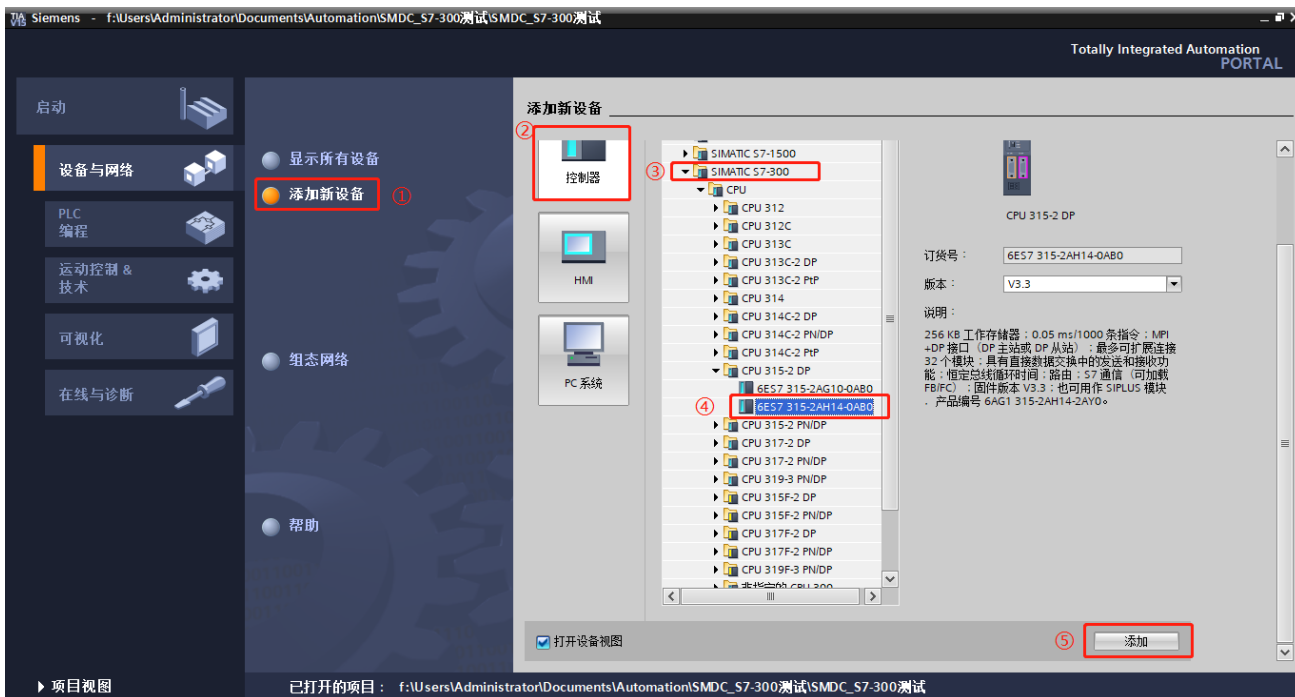 Siemens - f:\Users\Administrator\Documents\Automation\SMDC_S7-300测试\SMDC_S7-300测试
Totally Integrated Automation
PORTAL
启动
设备与网络
PLC
编程
运动控制 &
技术
可视化
在线与诊断
项目视图
显示所有设备
添加新设备
①
组态网络
帮助
添加新设备
②
控制器
HMI
PC 系统
SIMATIC S7-1500
③
SIMATIC S7-300
CPU
CPU 312
CPU 312C
CPU 313C
CPU 313C-2 DP
CPU 313C-2 PtP
CPU 314
CPU 314C-2 DP
CPU 314C-2 PN/DP
CPU 314C-2 PtP
CPU 315-2 DP
6ES7 315-2AG10-0AB0
④
6ES7 315-2AH14-0AB0
CPU 315-2 PN/DP
CPU 317-2 DP
CPU 317-2 PN/DP
CPU 319-3 PN/DP
CPU 315F-2 DP
CPU 315F-2 PN/DP
CPU 317F-2 DP
CPU 317F-2 PN/DP
CPU 319F-3 PN/DP
非指定的 CPU 300
CPU 315-2 DP
订货号：
6ES7 315-2AH14-0AB0
版本：
V3.3
说明：
256 KB 工作存储器；0.05 ms/1000 条指令；MPI
+DP 接口（DP 主站或 DP 从站）；最多可扩展连接
32 个模块；具有直接数据交换中的发送和接收功
能；恒定总线循环时间；路由；S7 通信（可加载
FB/FC）；固件版本 V3.3；也可用作 SIPLUS 模块
. 产品编号 6AG1 315-2AH14-2AY0。
打开设备视图
⑤
添加
已打开的项目： f:\Users\Administrator\Documents\Automation\SMDC_S7-300测试\SMDC_S7-300测试